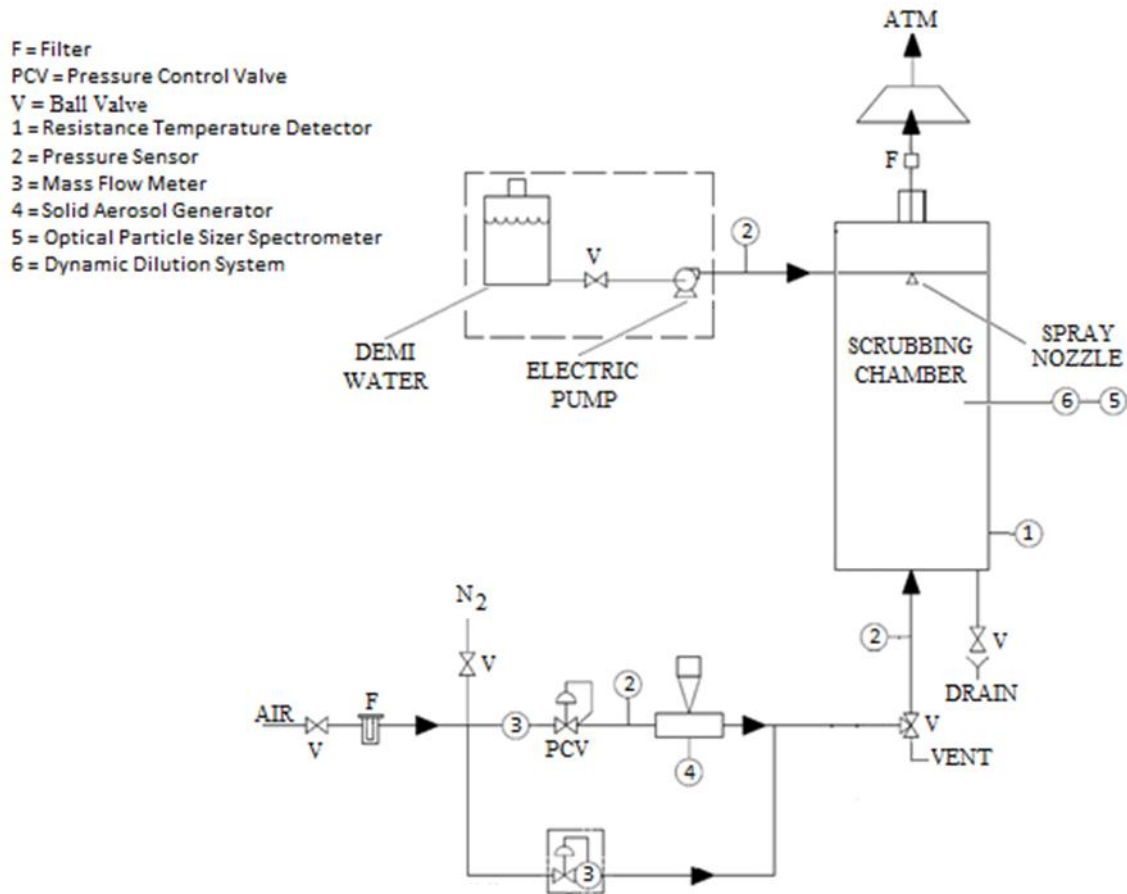 F = Filter
PCV = Pressure Control Valve
V = Ball Valve
1 = Resistance Temperature Detector
2 = Pressure Sensor
3 = Mass Flow Meter
4 = Solid Aerosol Generator
5 = Optical Particle Sizer Spectrometer
6 = Dynamic Dilution System
ATM
F
2
V
DEMI
WATER
ELECTRIC
PUMP
SCRUBBING
CHAMBER
SPRAY
NOZZLE
6
5
1
N2
V
2
V
DRAIN
AIR
V
F
3
PCV
2
4
V
VENT
3